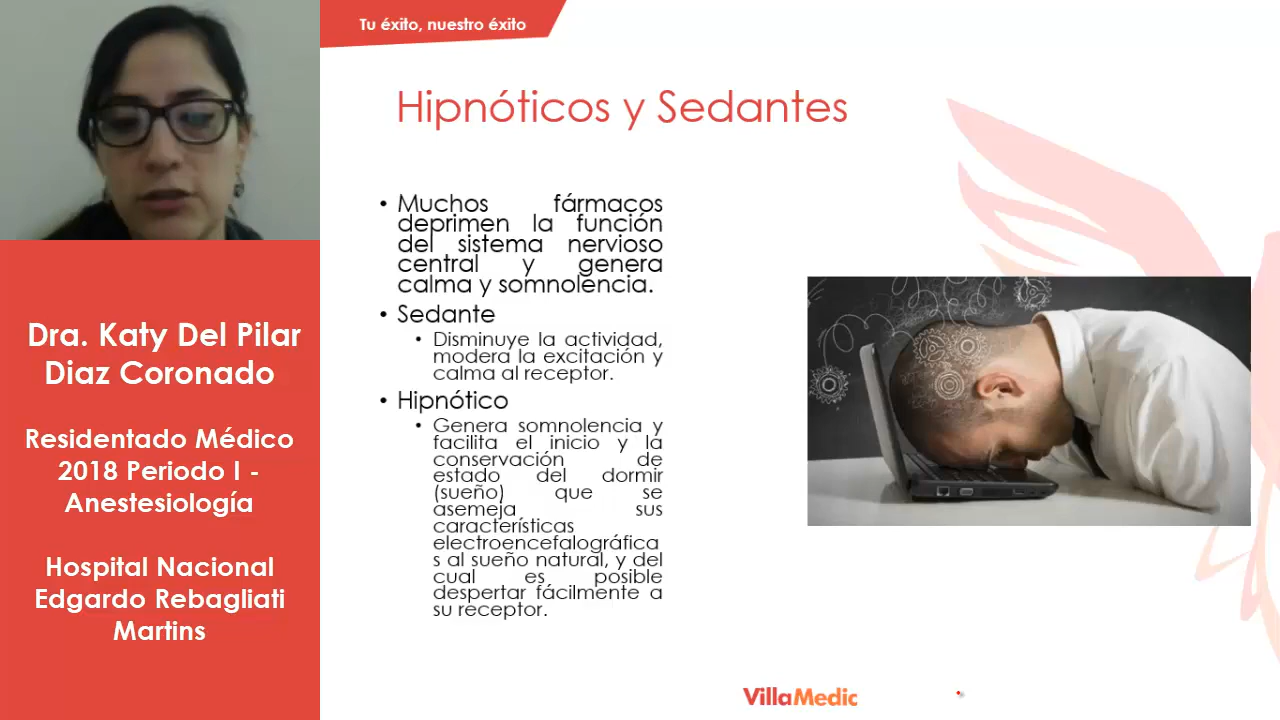 Tu éxito, nuestro éxito
Hipnóticos y Sedantes
• Muchos fármacos
deprimen la función
del sistema nervioso
central y genera
calma y somnolencia.
• Sedante
• Disminuye la actividad,
modera la excitación y
calma al receptor.
• Hipnótico
• Genera somnolencia y
facilita el inicio y la
conservación de
estado del dormir
(sueño) que se
asemeja sus
características
electroencefalográfica
s al sueño natural, y del
cual es posible
despertar fácilmente a
su receptor.
Dra. Katy Del Pilar
Diaz Coronado
Residentado Médico
2018 Periodo I -
Anestesiología
Hospital Nacional
Edgardo Rebagliati
Martins
VillaMedic